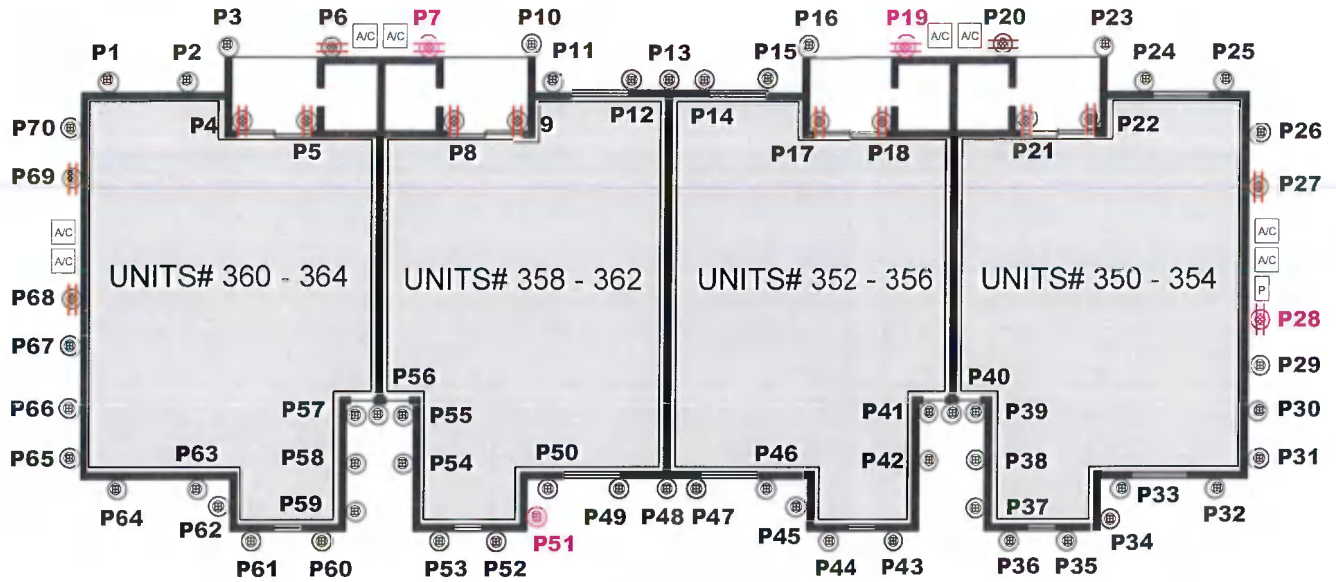 P3 P6 A/C A/C P7 P10 P16 P19 A/C A/C P20 P23
P1 P2 P11 P13 P15 P24 P25
P70 P4 P5 P8 9 P12 P14 P17 P18 P21 P22 P26
P69 P27
A/C A/C
A/C A/C
UNITS# 360 - 364 UNITS# 358 - 362 UNITS# 352 - 356 UNITS# 350 - 354
P
P68 P28
P67 P29
P56 P40
P66 P57 P55 P41 P39 P30
P65 P63 P58 P54 P50 P46 P42 P38 P31
P64 P62 P59 P49 P48 P47 P45 P37 P33 P32
P61 P60 P53 P52 P51 P44 P43 P36 P35 P34